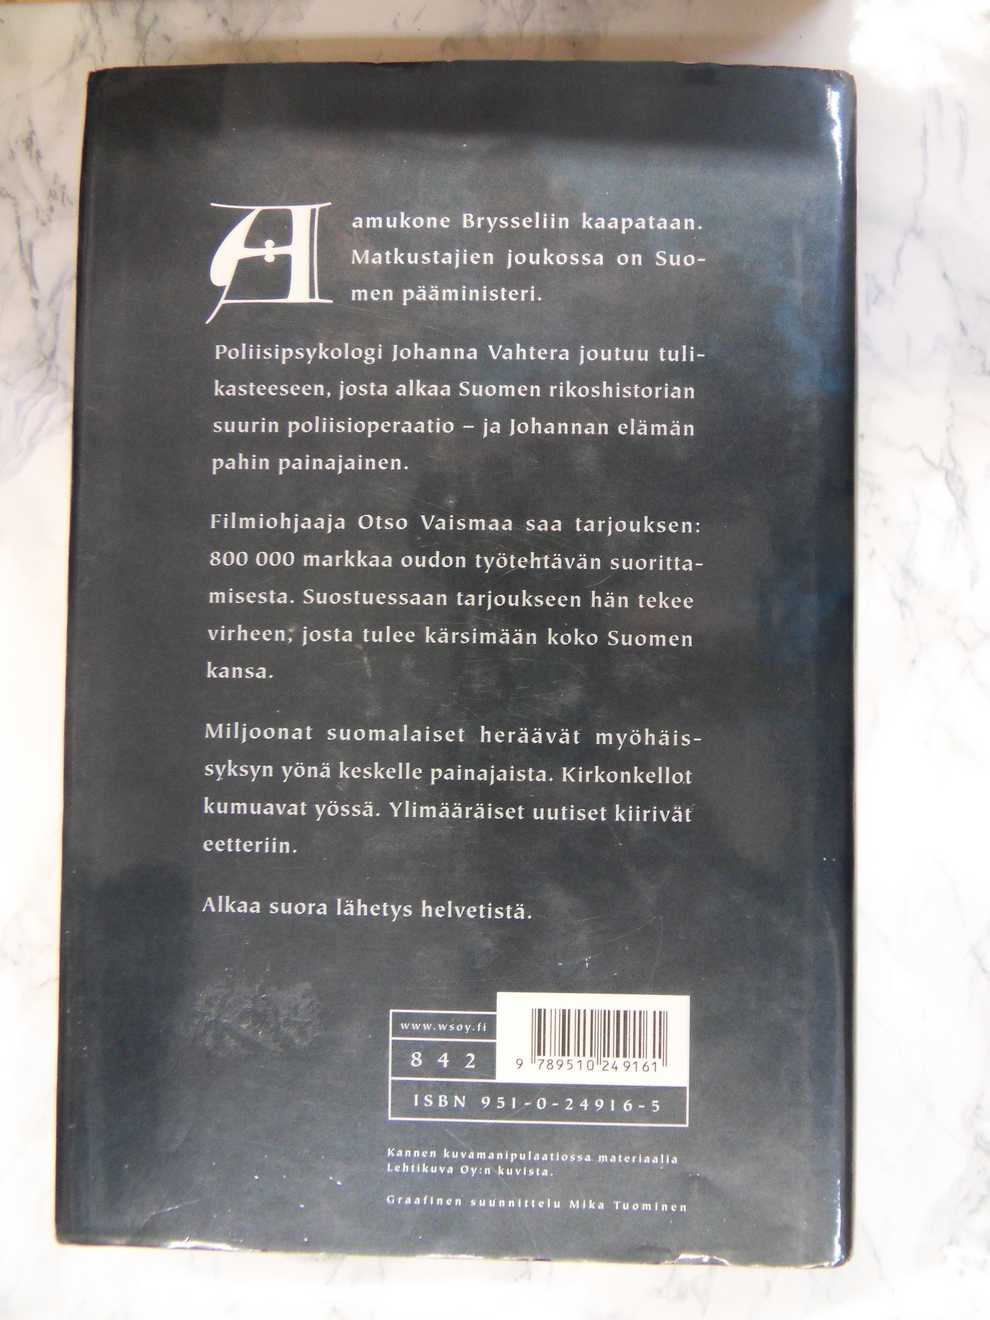 Aamukone Brysseliin kaapataan.
Matkustajien joukossa on Suo-
men pääministeri.
Poliisipsykologi Johanna Vahtera joutuu tuli-
kasteeseen, josta alkaa Suomen rikoshistorian
suurin poliisioperaatio – ja Johannan elämän
pahin painajainen.
Filmiohjaaja Otso Vaismaa saa tarjouksen:
800 000 markkaa oudon työtehtävän suoritta-
misesta. Suostuessaan tarjoukseen hän tekee
virheen, josta tulee kärsimään koko Suomen
kansa.
Miljoonat suomalaiset heräävät myöhäis-
syksyn yönä keskelle painajaista. Kirkonkellot
kumuavat yössä. Ylimääräiset uutiset kiirivät
eetteriin.
Alkaa suora lähetys helvetistä.
www.wsoy.fi
842
9 789510 249161
ISBN 951-0-24916-5
Kannen kuvamanipulaatiossa materiaalia
Lehtikuva Oy:n kuvista.
Graafinen suunnittelu Mika Tuominen